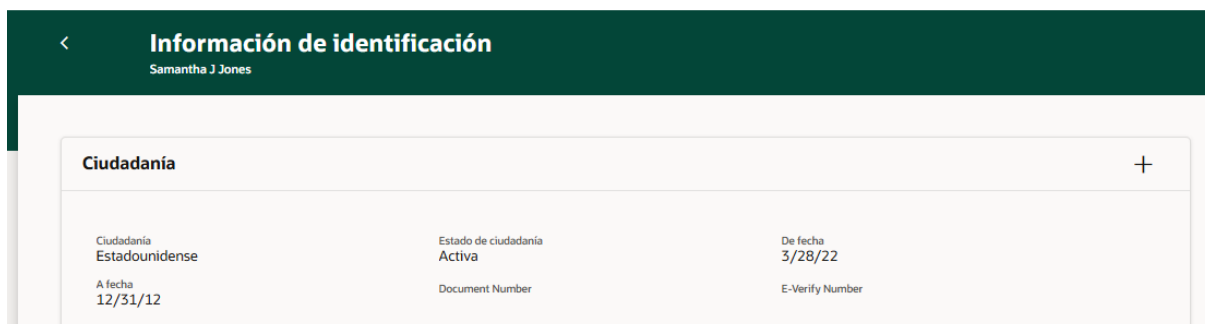 Información de identificación
Samantha J Jones
Ciudadanía
Ciudadanía
Estadounidense
Estado de ciudadanía
Activa
De fecha
3/28/22
A fecha
12/31/12
Document Number
E-Verify Number